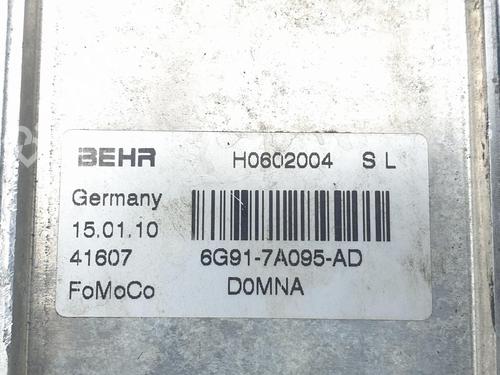 BEHR H0602004 S L
Germany
15.01.10
41607 6G91-7A095-AD
FoMoCo D0MNA